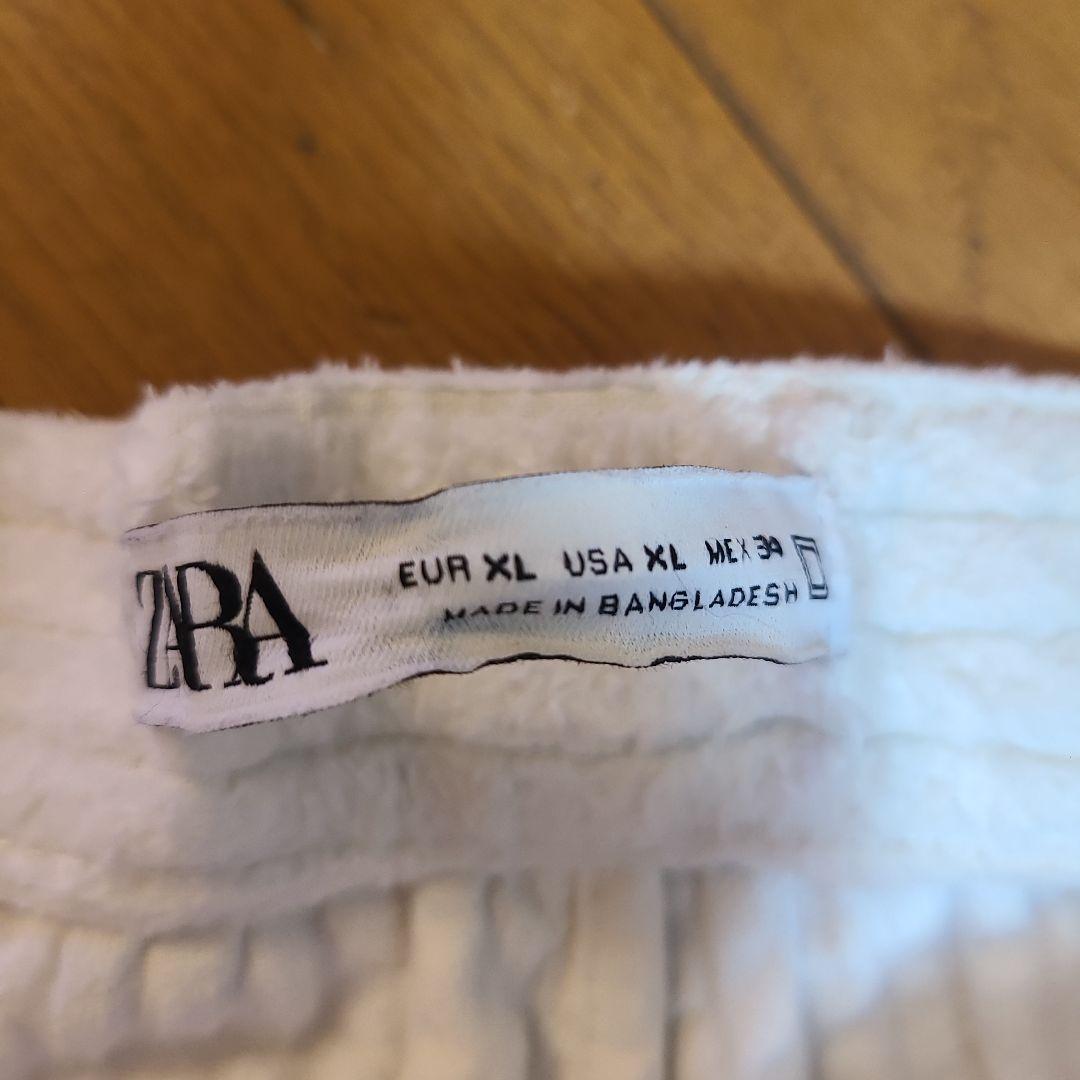 ZARA
EUR XL USA XL MEX 34
MADE IN BANGLADESH